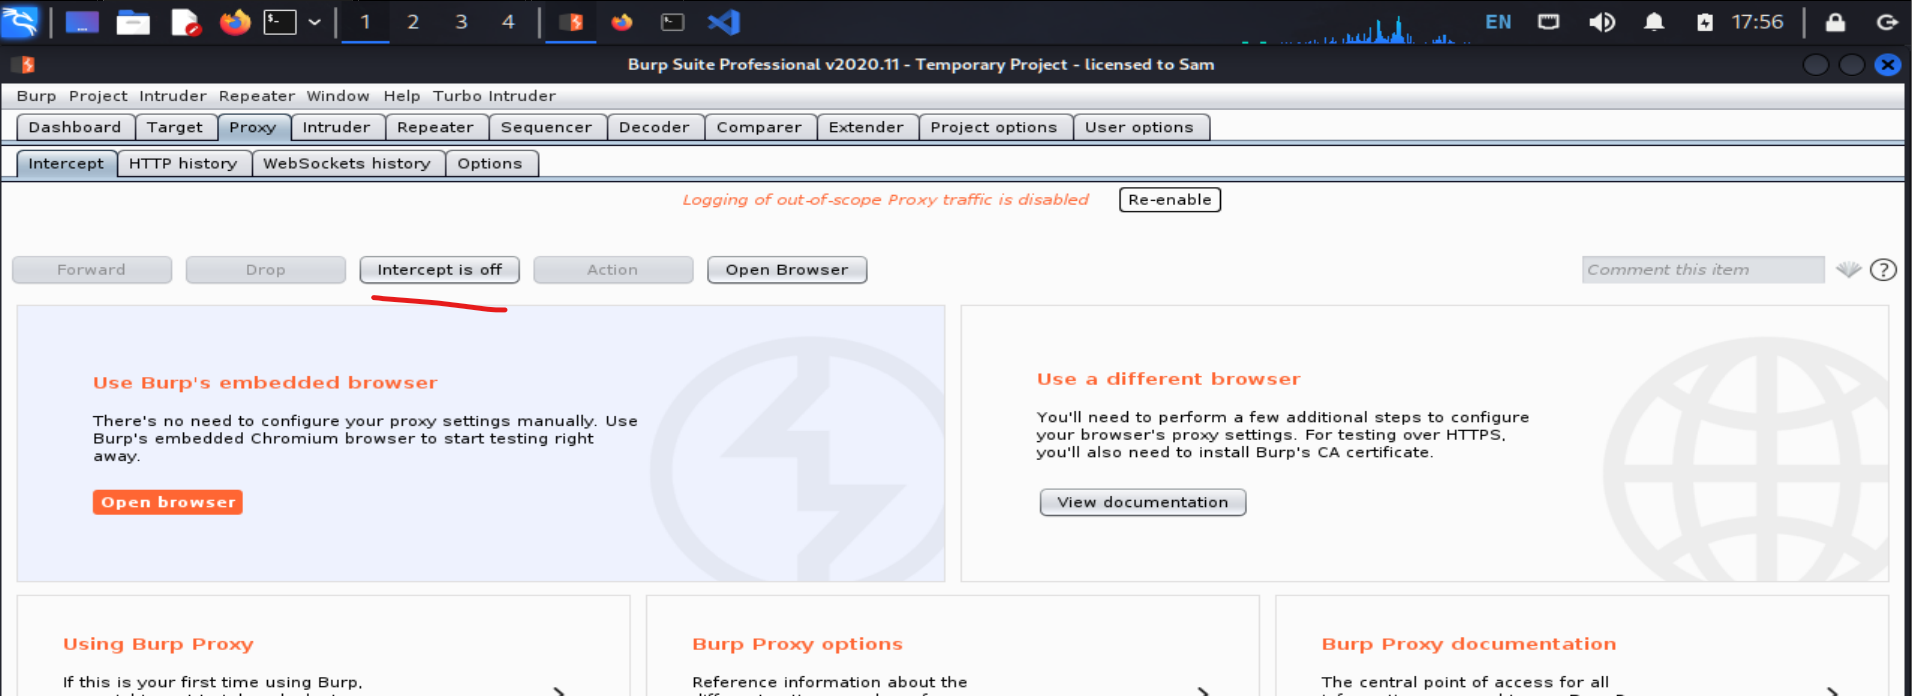 1 2 3 4 EN 17:56
Burp Suite Professional v2020.11 - Temporary Project - licensed to Sam
Burp Project Intruder Repeater Window Help Turbo Intruder
Dashboard Target Proxy Intruder Repeater Sequencer Decoder Comparer Extender Project options User options
Intercept HTTP history WebSockets history Options
Logging of out-of-scope Proxy traffic is disabled Re-enable
Forward Drop Intercept is off Action Open Browser Comment this item ?
Use Burp's embedded browser
There's no need to configure your proxy settings manually. Use
Burp's embedded Chromium browser to start testing right
away.
Open browser
Use a different browser
You'll need to perform a few additional steps to configure
your browser's proxy settings. For testing over HTTPS,
you'll also need to install Burp's CA certificate.
View documentation
Using Burp Proxy
If this is your first time using Burp,
Burp Proxy options
Reference information about the
Burp Proxy documentation
The central point of access for all